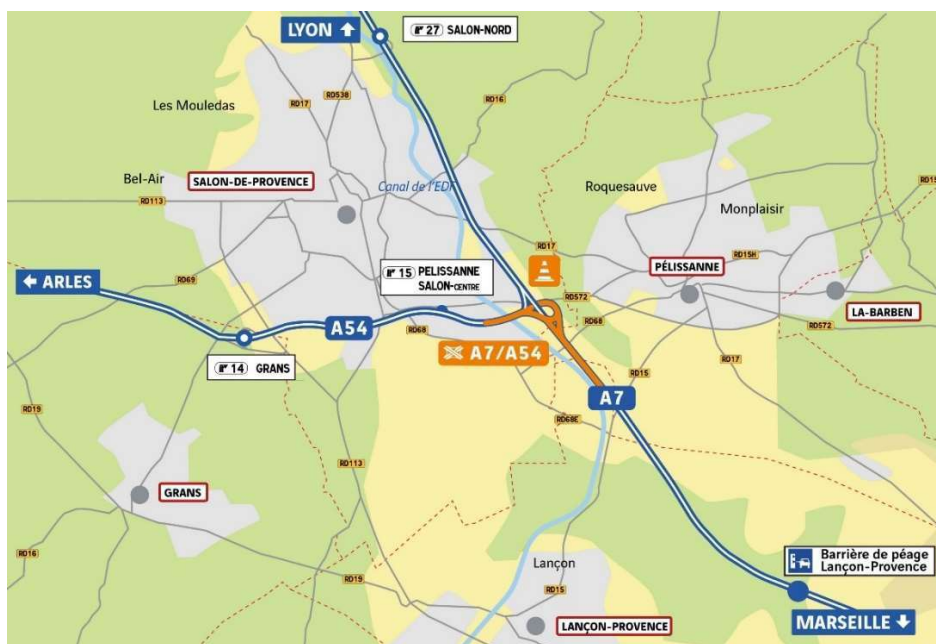 LYON
27 SALON-NORD
Les Mouledas
RD17
RD538
RD16
Bel-Air
SALON-DE-PROVENCE
Canal de l'EDF
Roquesauve
Monplaisir
RD113
RD17
RD15H
ARLES
RD69
15 PELISSANNE
SALON-CENTRE
PÉLISSANNE
RD572
LA-BARBEN
A54
RD68
RD68
RD572
14 GRANS
A7/A54
RD15
RD17
A7
RD19
RD68E
RD113
GRANS
RD16
Lançon
Barrière de péage
Lançon-Provence
RD19
RD15
LANÇON-PROVENCE
MARSEILLE